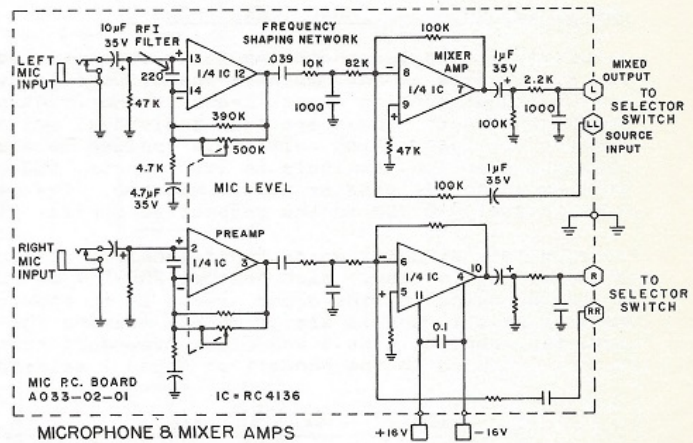 10µF
35V
RFI
FILTER
FREQUENCY
SHAPING NETWORK
100K
LEFT
MIC
INPUT
+
220
47K
+
13
14
−
1/4 IC 12
.039
10K
82K
1000
390K
500K
4.7K
4.7µF
35V
MIC LEVEL
−
8
9
+
MIXER
AMP
1/4 IC
7
47K
1µF
35V
+
2.2K
100K
1000
MIXED
OUTPUT
L
TO
SELECTOR
SWITCH
LL
SOURCE
INPUT
100K
1µF
35V
RIGHT
MIC
INPUT
+
PREAMP
+
2
1
−
1/4 IC
3
−
6
5
+
1/4 IC
11
4
10
+
0.1
R
TO
SELECTOR
SWITCH
RR
MIC P.C. BOARD
A033-02-01
IC = RC4136
+16V
−16V
MICROPHONE & MIXER AMPS